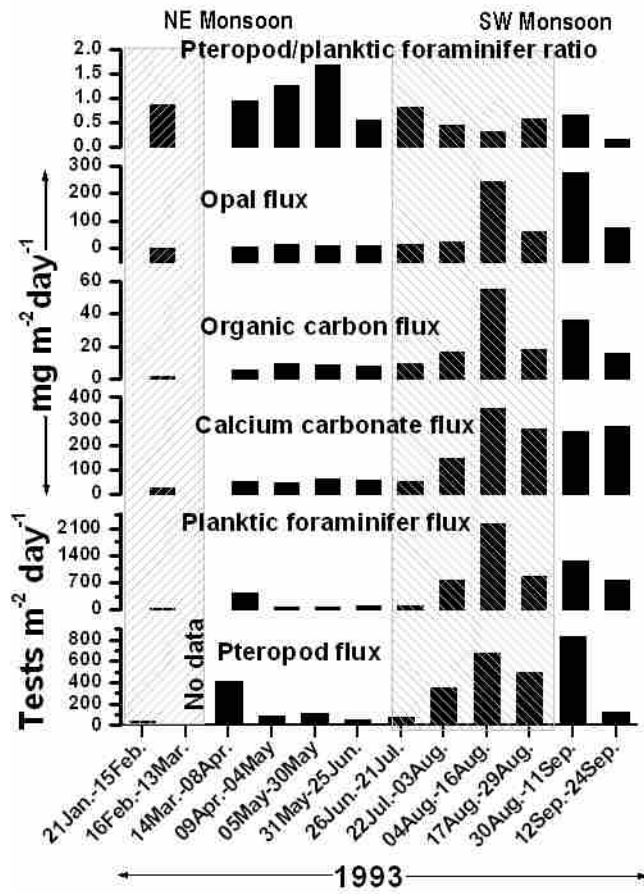 NE Monsoon SW Monsoon
Pteropod/planktic foraminifer ratio
2.0
1.5
1.0
0.5
0.0
Opal flux
300
200
100
0
Organic carbon flux
60
40
20
0
Calcium carbonate flux
400
300
200
100
0
mg m-2 day-1
Planktic foraminifer flux
2100
1400
700
0
Pteropod flux
800
600
400
200
0
Tests m-2 day-1
No data
21Jan.-15Feb.
16Feb.-13Mar.
14Mar.-08Apr.
09Apr.-04May
05May-30May
31May-25Jun.
26Jun.-21Jul.
22Jul.-03Aug.
04Aug.-16Aug.
17Aug.-29Aug.
30Aug.-11Sep.
12Sep.-24Sep.
1993